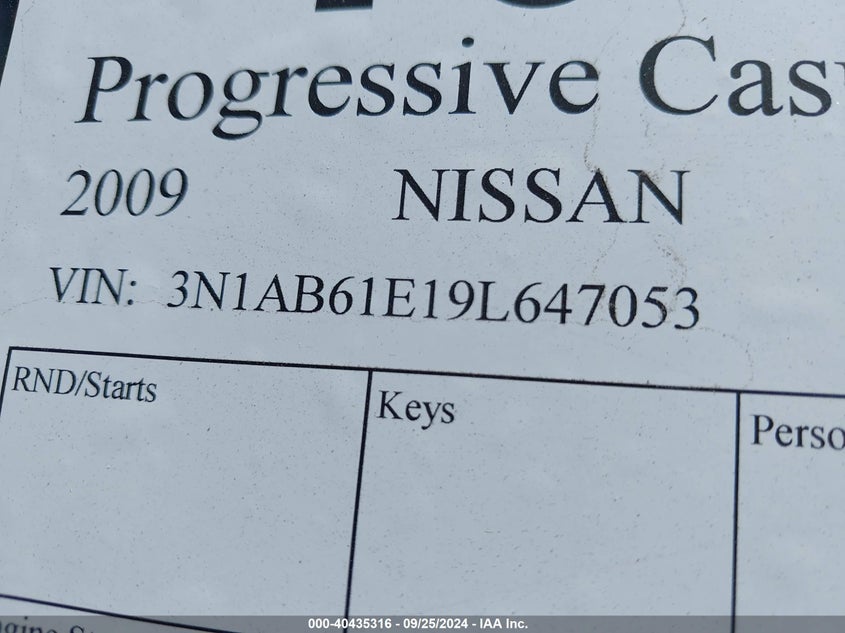 Progressive Cas
2009 NISSAN
VIN: 3N1AB61E19L647053
RND/Starts Keys Perso
000-40435316 - 09/25/2024 - IAA Inc.